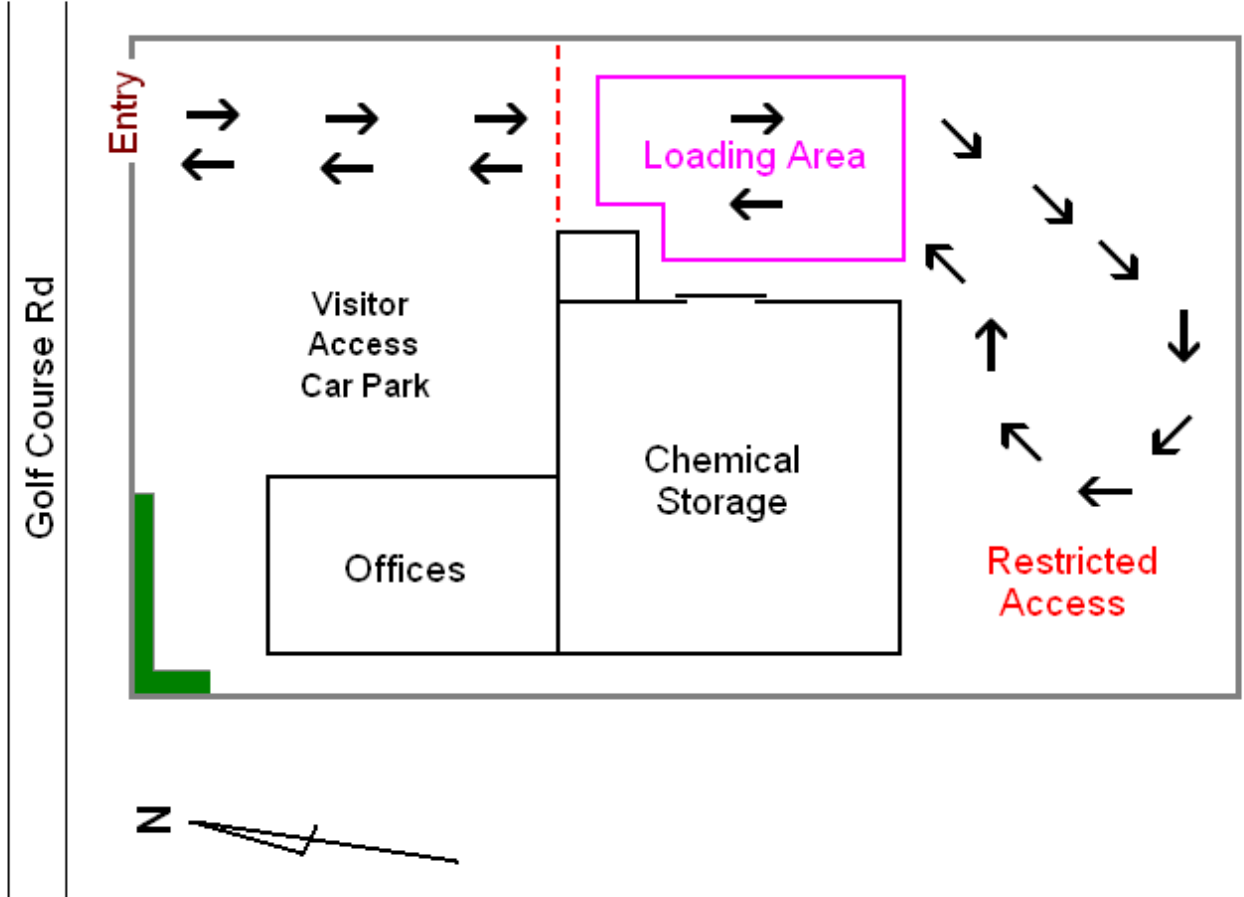 Entry
Loading Area
Golf Course Rd
Visitor
Access
Car Park
Chemical
Storage
Offices
Restricted
Access
N